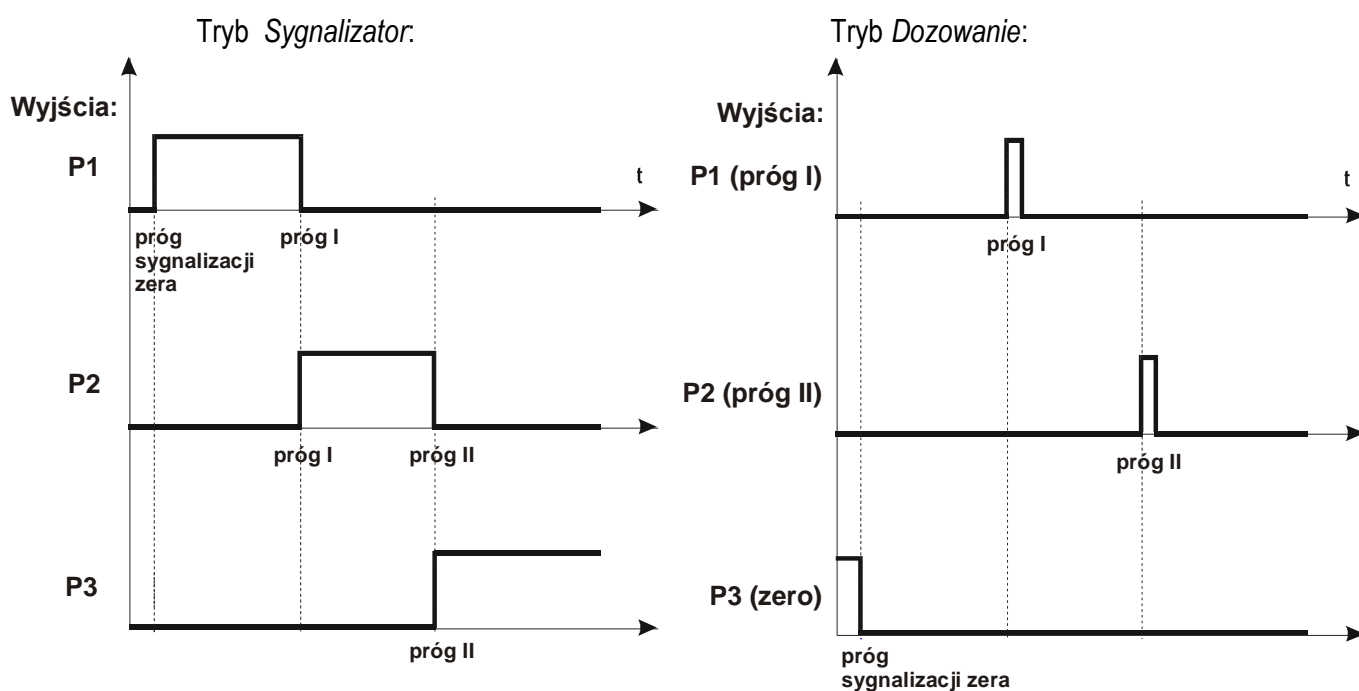 Tryb Sygnalizator:
Wyjścia:
P1
t
próg
sygnalizacji
zera
próg I
P2
próg I
próg II
P3
próg II
Tryb Dozowanie:
Wyjścia:
P1 (próg I)
t
próg I
P2 (próg II)
próg II
P3 (zero)
próg
sygnalizacji zera